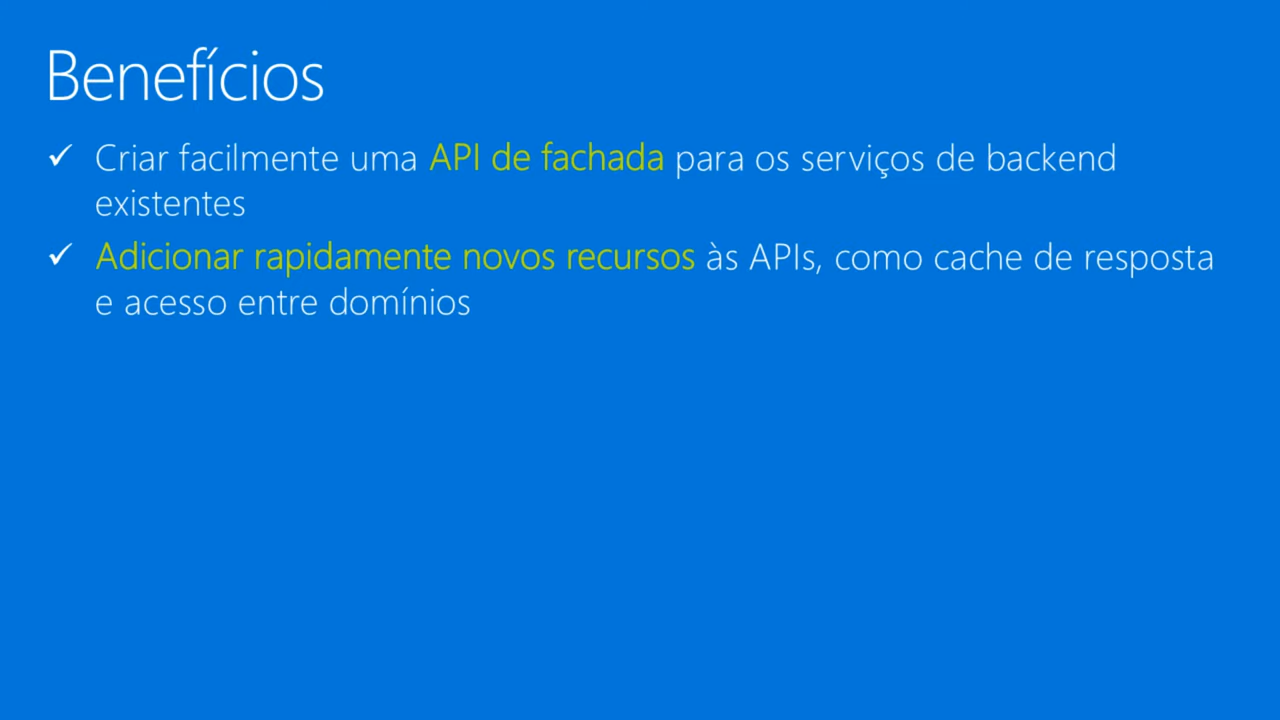 Benefícios
✓ Criar facilmente uma API de fachada para os serviços de backend
existentes
✓ Adicionar rapidamente novos recursos às APIs, como cache de resposta
e acesso entre domínios